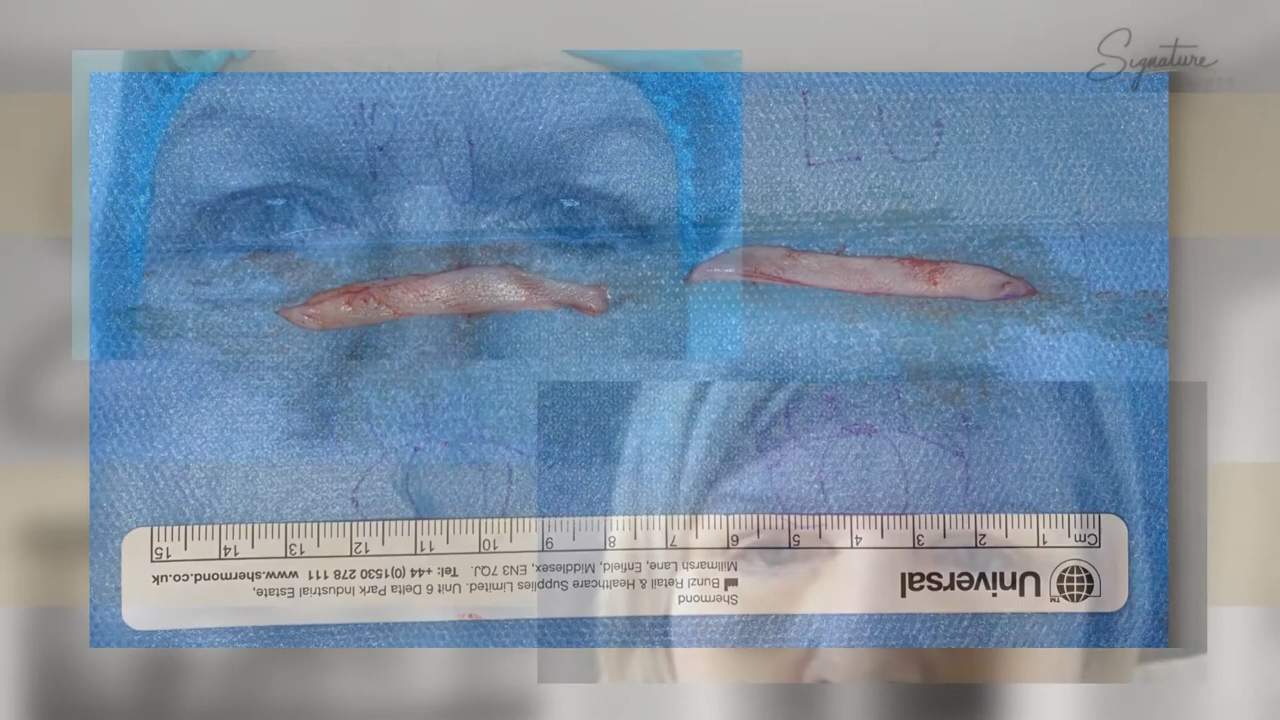 Signature
RU
LU
Universal™
Shermond
Bunzl Retail & Healthcare Supplies Limited. Unit 6 Delta Park Industrial Estate,
Millmarsh Lane, Enfield, Middlesex, EN3 7QJ. Tel: +44 (0)1530 278 111 www.shermond.co.uk
Cm 1 2 3 4 5 6 7 8 9 10 11 12 13 14 15